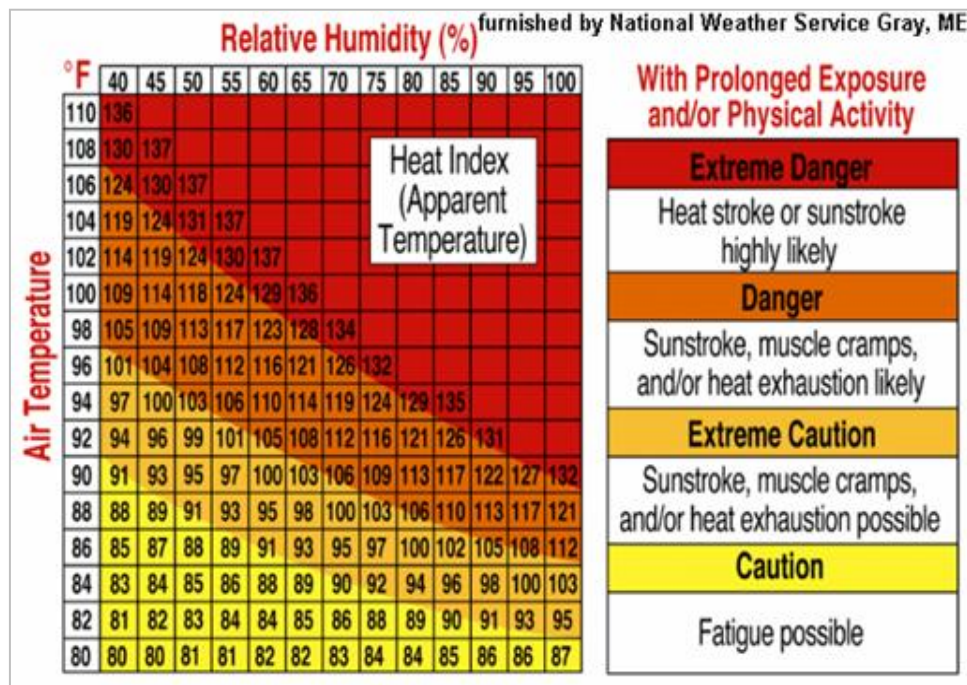 furnished by National Weather Service Gray, ME
Relative Humidity (%)
°F 40 45 50 55 60 65 70 75 80 85 90 95 100
110 136
108 130 137
106 124 130 137
104 119 124 131 137
102 114 119 124 130 137
100 109 114 118 124 129 136
98 105 109 113 117 123 128 134
96 101 104 108 112 116 121 126 132
94 97 100 103 106 110 114 119 124 129 135
92 94 96 99 101 105 108 112 116 121 126 131
90 91 93 95 97 100 103 106 109 113 117 122 127 132
88 88 89 91 93 95 98 100 103 106 110 113 117 121
86 85 87 88 89 91 93 95 97 100 102 105 108 112
84 83 84 85 86 88 89 90 92 94 96 98 100 103
82 81 82 83 84 84 85 86 88 89 90 91 93 95
80 80 80 81 81 82 82 83 84 84 85 86 86 87
Air Temperature
Heat Index
(Apparent
Temperature)
With Prolonged Exposure
and/or Physical Activity
Extreme Danger
Heat stroke or sunstroke
highly likely
Danger
Sunstroke, muscle cramps,
and/or heat exhaustion likely
Extreme Caution
Sunstroke, muscle cramps,
and/or heat exhaustion possible
Caution
Fatigue possible